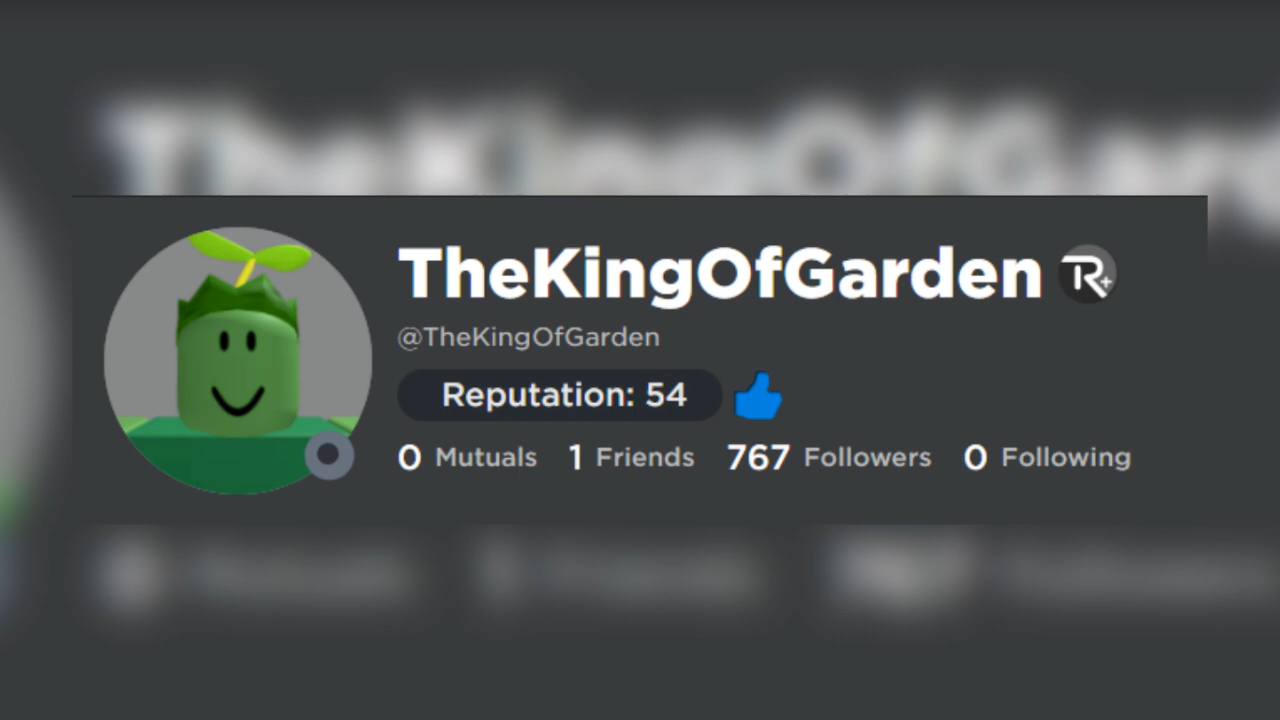 TheKingOfGarden R+
@TheKingOfGarden
Reputation: 54
0 Mutuals 1 Friends 767 Followers 0 Following